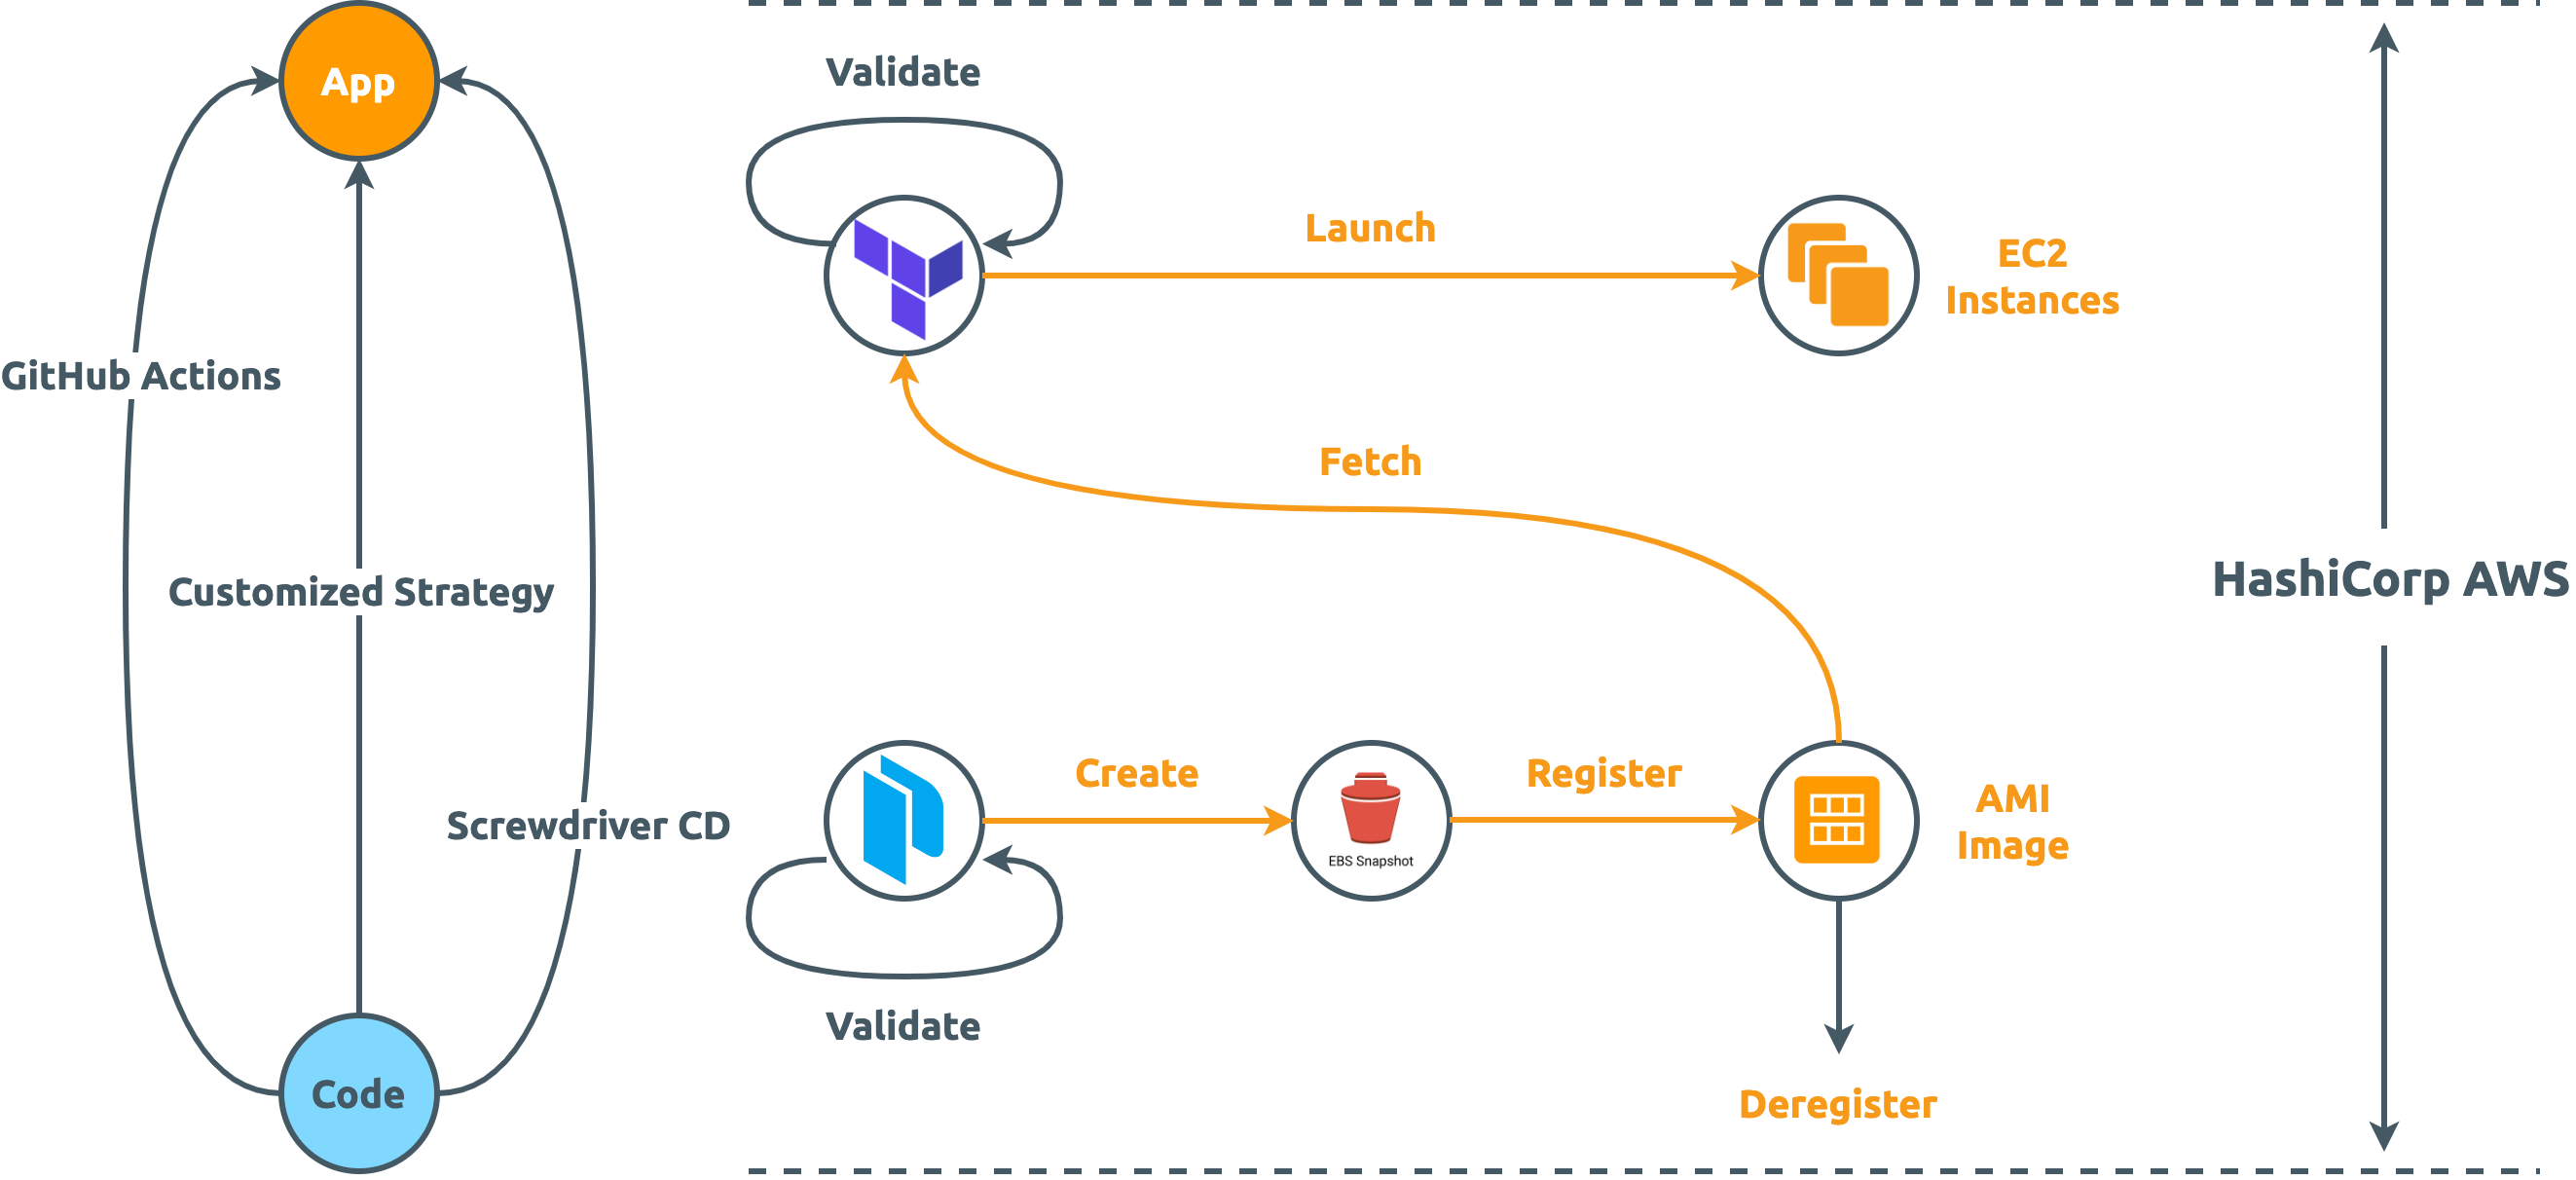 App
Validate
Launch
EC2
Instances
GitHub Actions
Fetch
Customized Strategy
HashiCorp AWS
Create
Register
Screwdriver CD
EBS Snapshot
AMI
Image
Validate
Code
Deregister